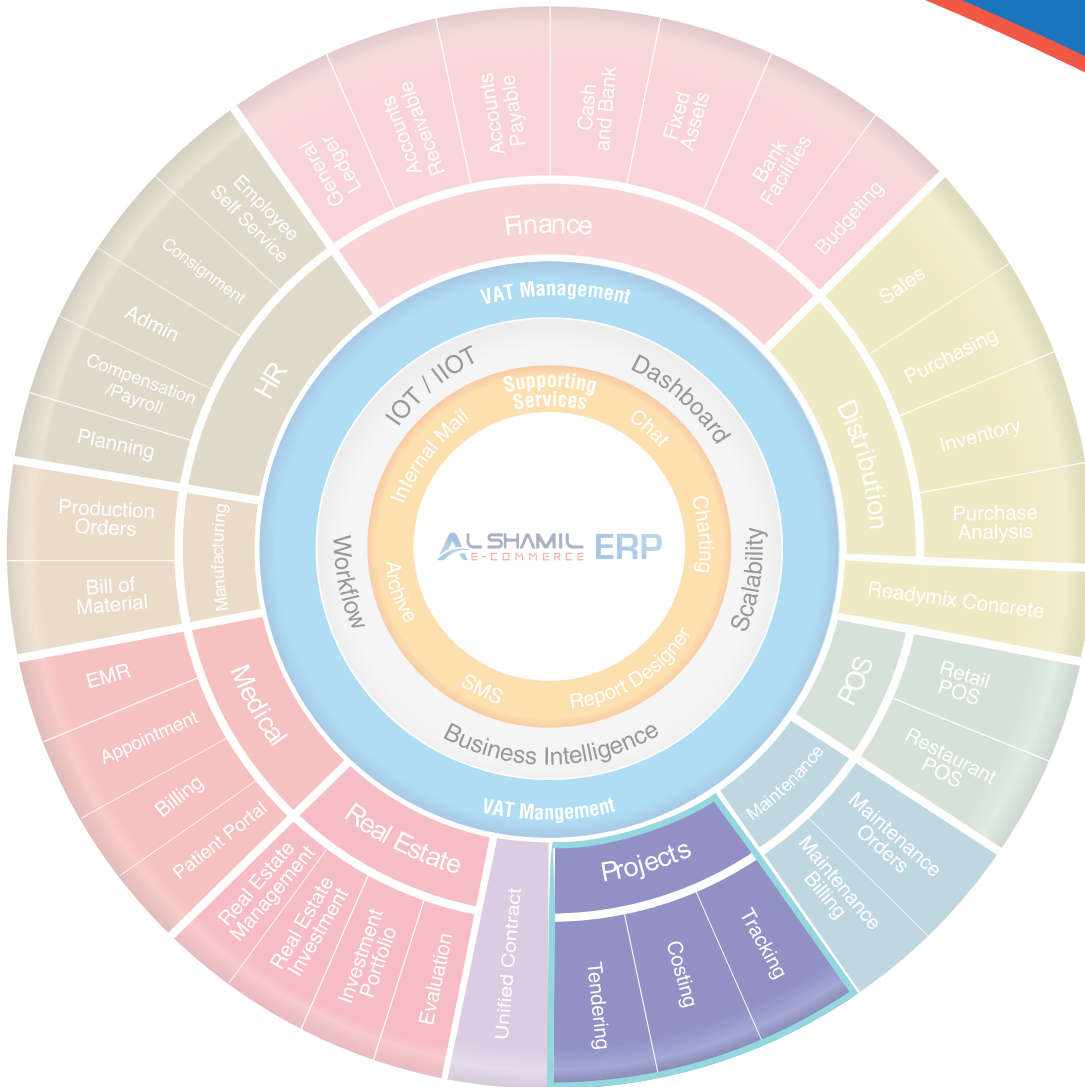 General
Ledger
Accounts
Receivable
Accounts
Payable
Cash
and Bank
Fixed
Assets
Bank
Facilities
Budgeting
Finance
Sales
Purchasing
Inventory
Purchase
Analysis
Distribution
Readymix Concrete
Retail
POS
Restaurant
POS
POS
Maintenance
Orders
Maintenance
Billing
Maintenance
Projects
Tracking
Costing
Tendering
Unified Contract
Real Estate
Evaluation
Investment
Portfolio
Real Estate
Investment
Real Estate
Management
Medical
Patient Portal
Billing
Appointment
EMR
Manufacturing
Bill of
Material
Production
Orders
HR
Planning
Compensation
/Payroll
Admin
Consignment
Employee
Self Service
VAT Management
VAT Mangement
IOT / IIOT
Dashboard
Scalability
Business Intelligence
Workflow
Supporting
Services
Chat
Charting
Report Designer
SMS
Archive
Internal Mail
ALSHAMIL ERP
E-COMMERCE